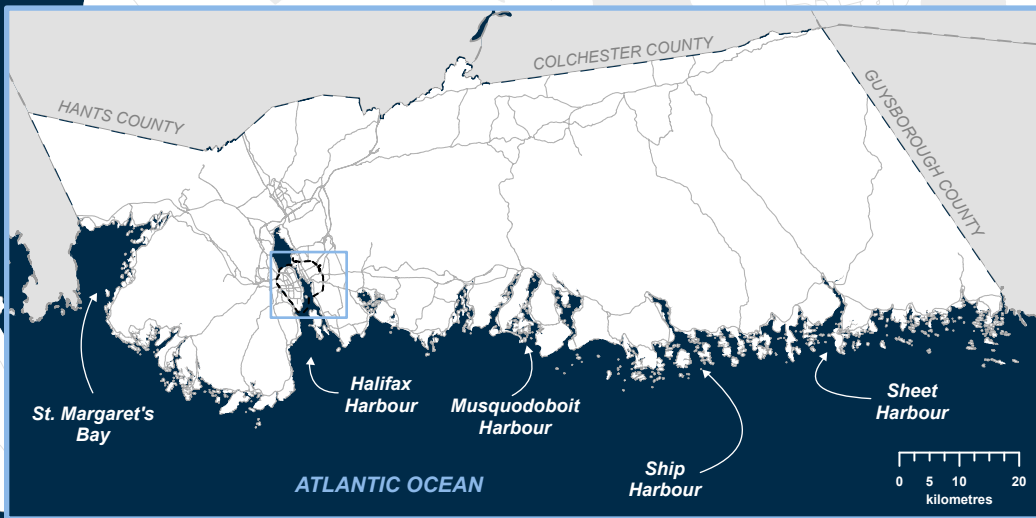 COLCHESTER COUNTY
HANTS COUNTY
GUYSBOROUGH COUNTY
St. Margaret's
Bay
Halifax
Harbour
Musquodoboit
Harbour
Sheet
Harbour
Ship
Harbour
ATLANTIC OCEAN
0 5 10 20
kilometres